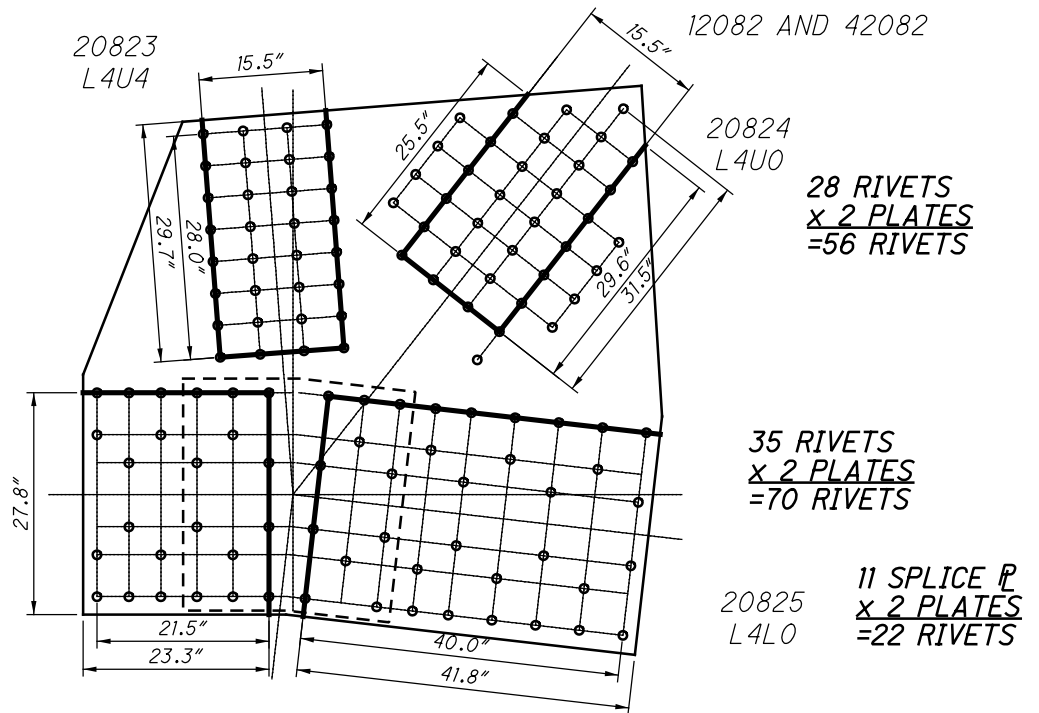 12082 AND 42082
20823
L4U4
15.5"
15.5"
25.5"
20824
L4U0
28 RIVETS
x 2 PLATES
=56 RIVETS
29.7"
28.0"
29.6"
31.5"
35 RIVETS
x 2 PLATES
=70 RIVETS
27.8"
11 SPLICE ℙL
x 2 PLATES
=22 RIVETS
20825
L4L0
21.5"
23.3"
40.0"
41.8"